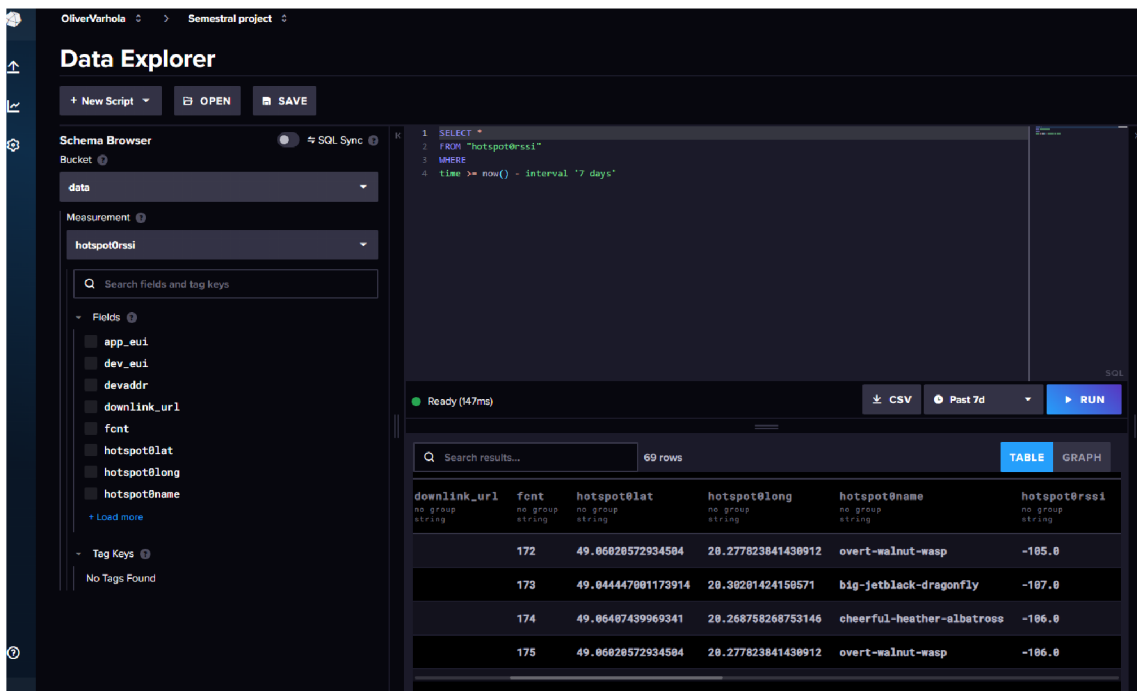 OliverVarhola > Semestral project
Data Explorer
+ New Script OPEN SAVE
Schema Browser SQL Sync
Bucket
data
Measurement
hotspot0rssi
Search fields and tag keys
Fields
app_eui
dev_eui
devaddr
downlink_url
fcnt
hotspot0lat
hotspot0long
hotspot0name
+ Load more
Tag Keys
No Tags Found
1 SELECT *
2 FROM "hotspot0rssi"
3 WHERE
4 time >= now() - interval '7 days'
SQL
Ready (147ms) CSV Past 7d RUN
Search results... 69 rows TABLE GRAPH
downlink_url fcnt hotspot0lat hotspot0long hotspot0name hotspot0rssi
no group no group no group no group no group no group
string string string string string string
172 49.06020572934504 20.277823841430912 overt-walnut-wasp -105.0
173 49.044447001173914 20.30201424150571 big-jetblack-dragonfly -107.0
174 49.06407439969341 20.268758268753146 cheerful-heather-albatross -106.0
175 49.06020572934504 20.277823841430912 overt-walnut-wasp -106.0